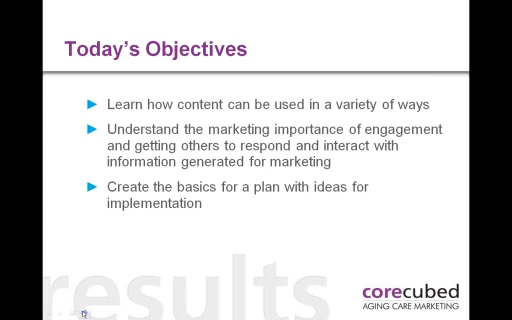 Today's Objectives
Learn how content can be used in a variety of ways
Understand the marketing importance of engagement
and getting others to respond and interact with
information generated for marketing
Create the basics for a plan with ideas for
implementation
results
corecubed
AGING CARE MARKETING